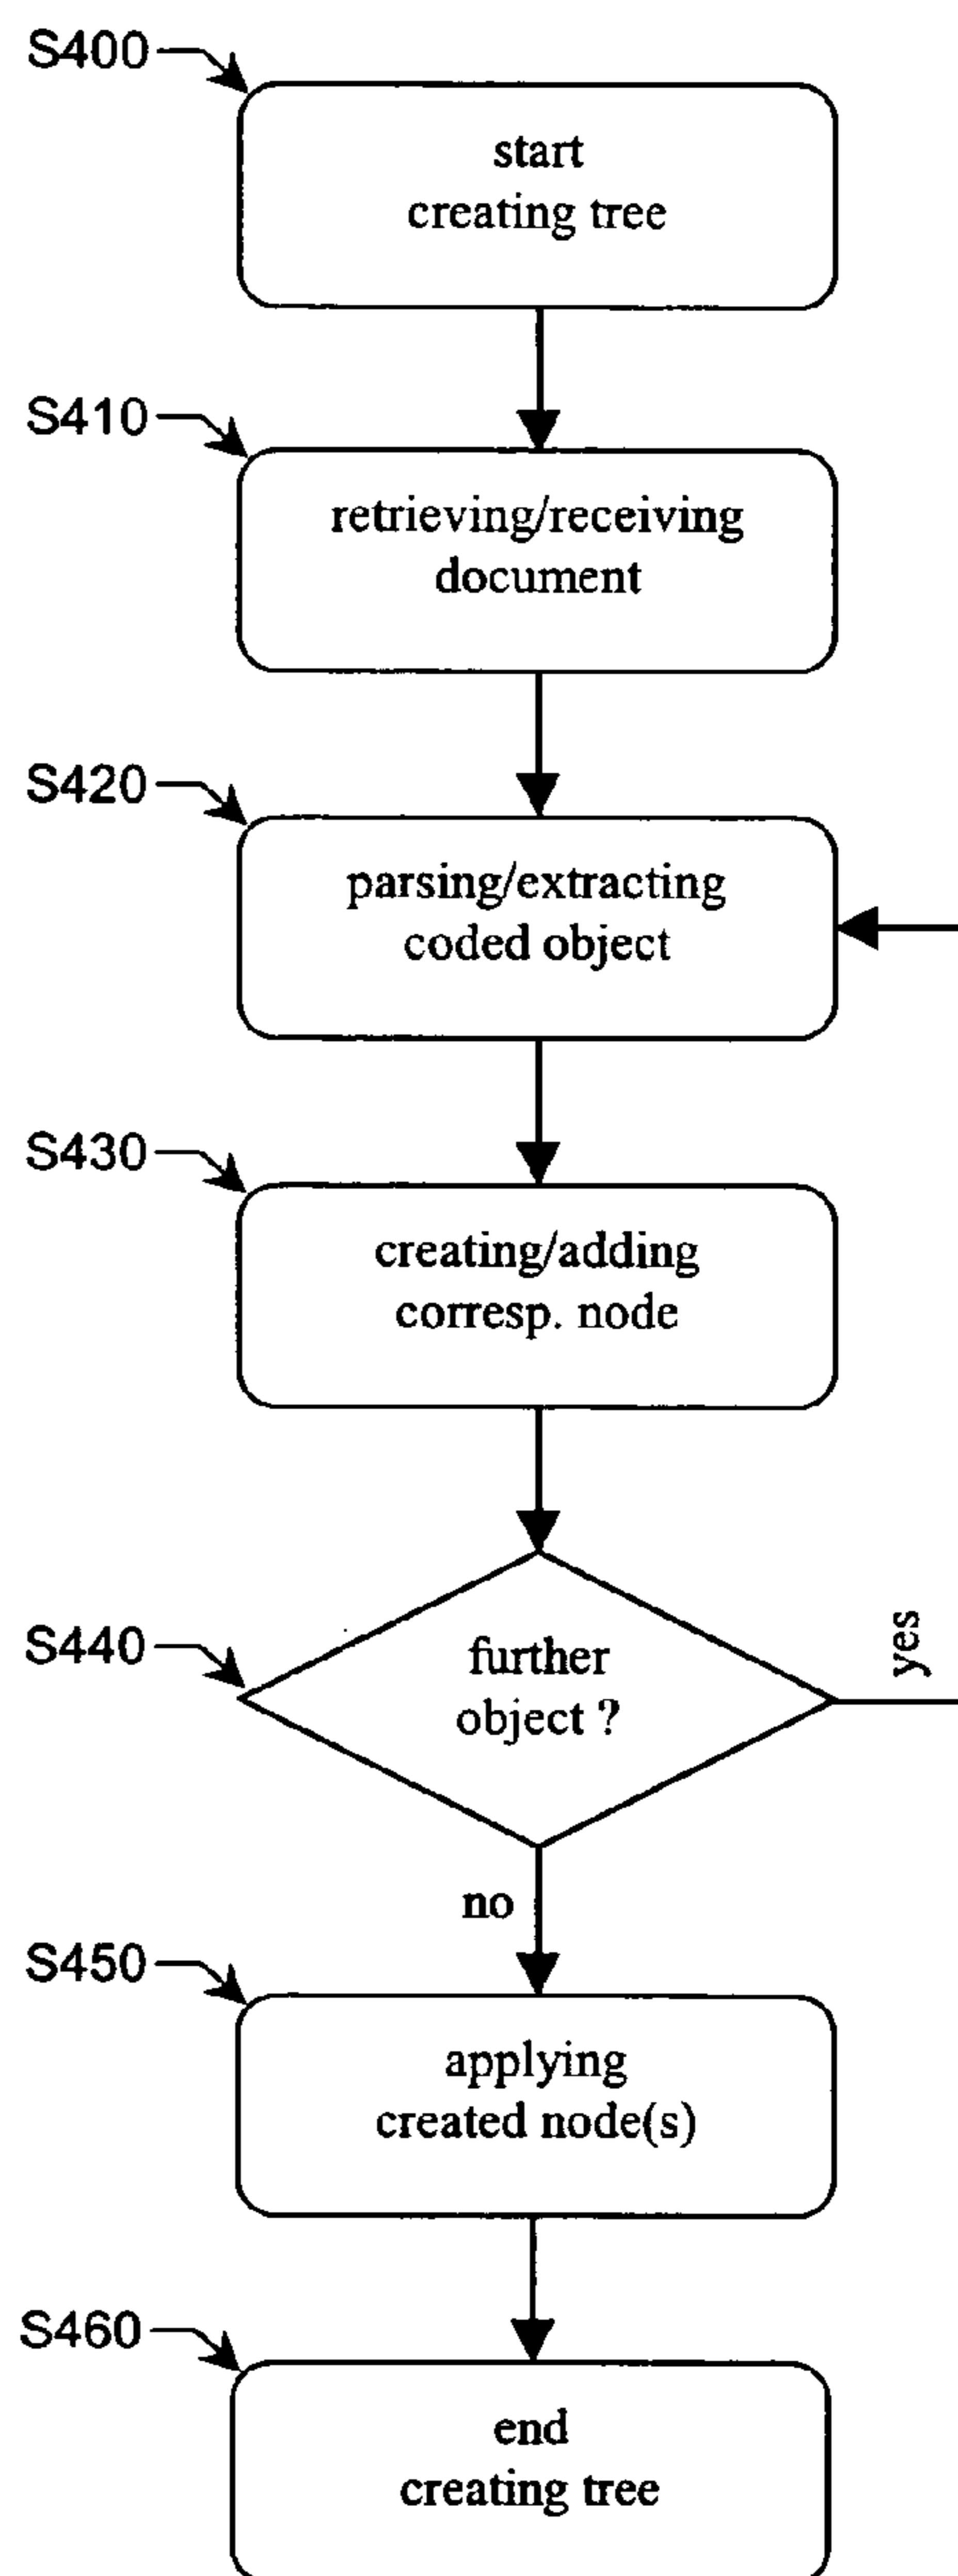 S400
start
creating tree
S410
retrieving/receiving
document
S420
parsing/extracting
coded object
S430
creating/adding
corresp. node
S440
further
object ?
yes
no
S450
applying
created node(s)
S460
end
creating tree